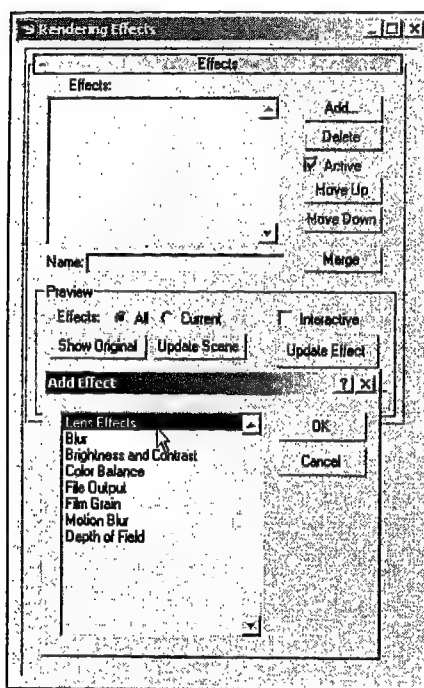 Rendering Effects
Effects
Effects:
Add...
Delete
Active
Move Up
Move Down
Name:
Merge
Preview
Effects: All Current Interactive
Show Original Update Scene Update Effect
Add Effect
Lens Effects
Blur
Brightness and Contrast
Color Balance
File Output
Film Grain
Motion Blur
Depth of Field
OK
Cancel